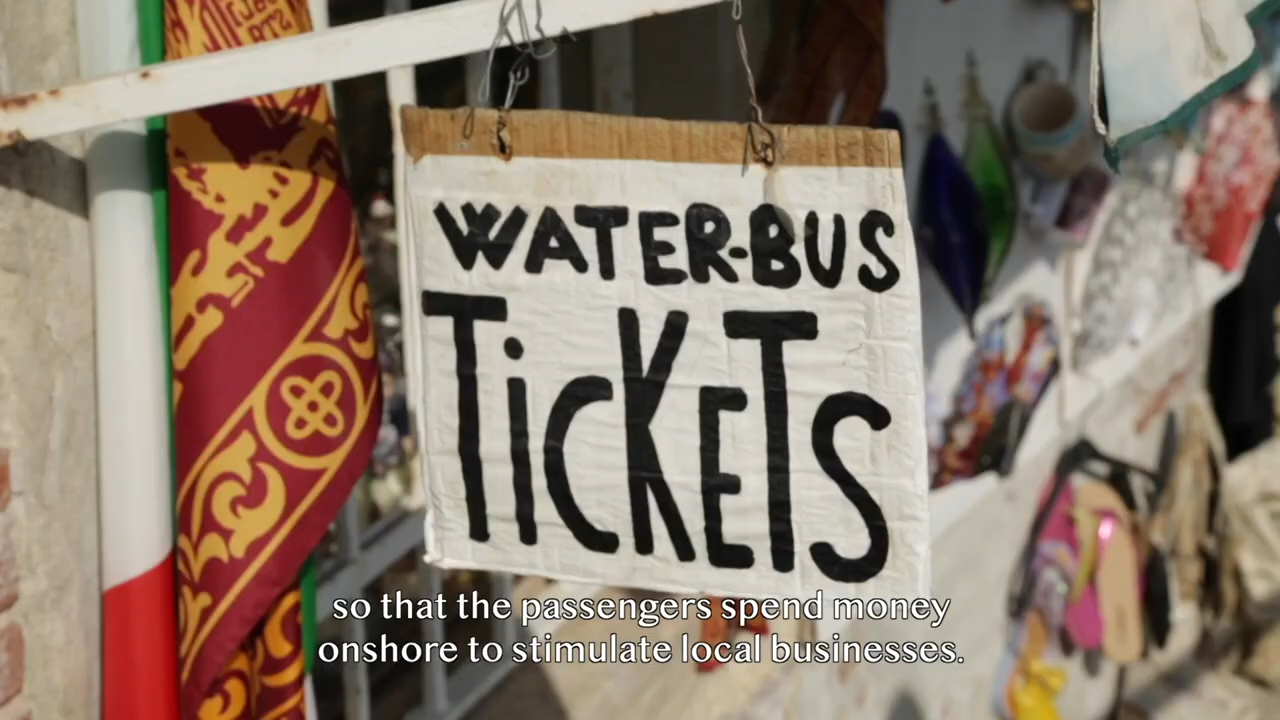 WATER-BUS
TiCKETS
so that the passengers spend money
onshore to stimulate local businesses.